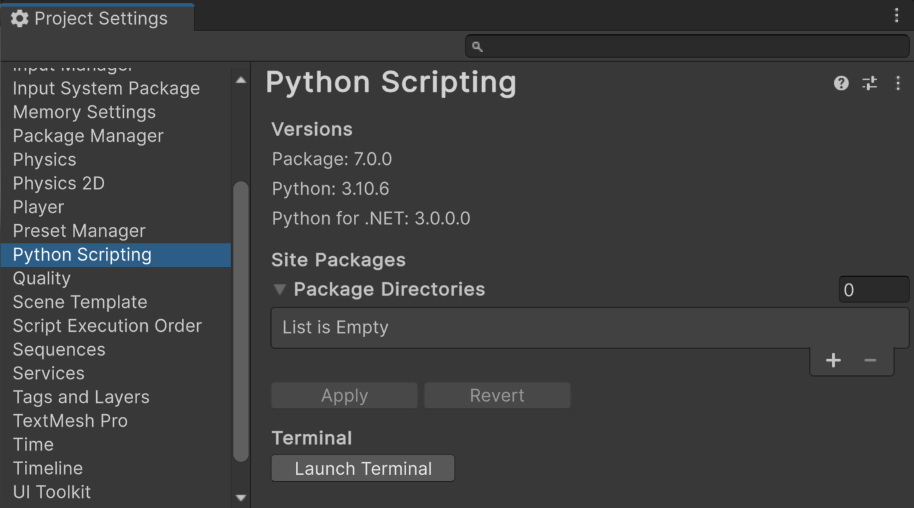 Project Settings
Input Manager
Input System Package
Memory Settings
Package Manager
Physics
Physics 2D
Player
Preset Manager
Python Scripting
Quality
Scene Template
Script Execution Order
Sequences
Services
Tags and Layers
TextMesh Pro
Time
Timeline
UI Toolkit
Python Scripting
Versions
Package: 7.0.0
Python: 3.10.6
Python for .NET: 3.0.0.0
Site Packages
Package Directories 0
List is Empty
+ −
Apply Revert
Terminal
Launch Terminal